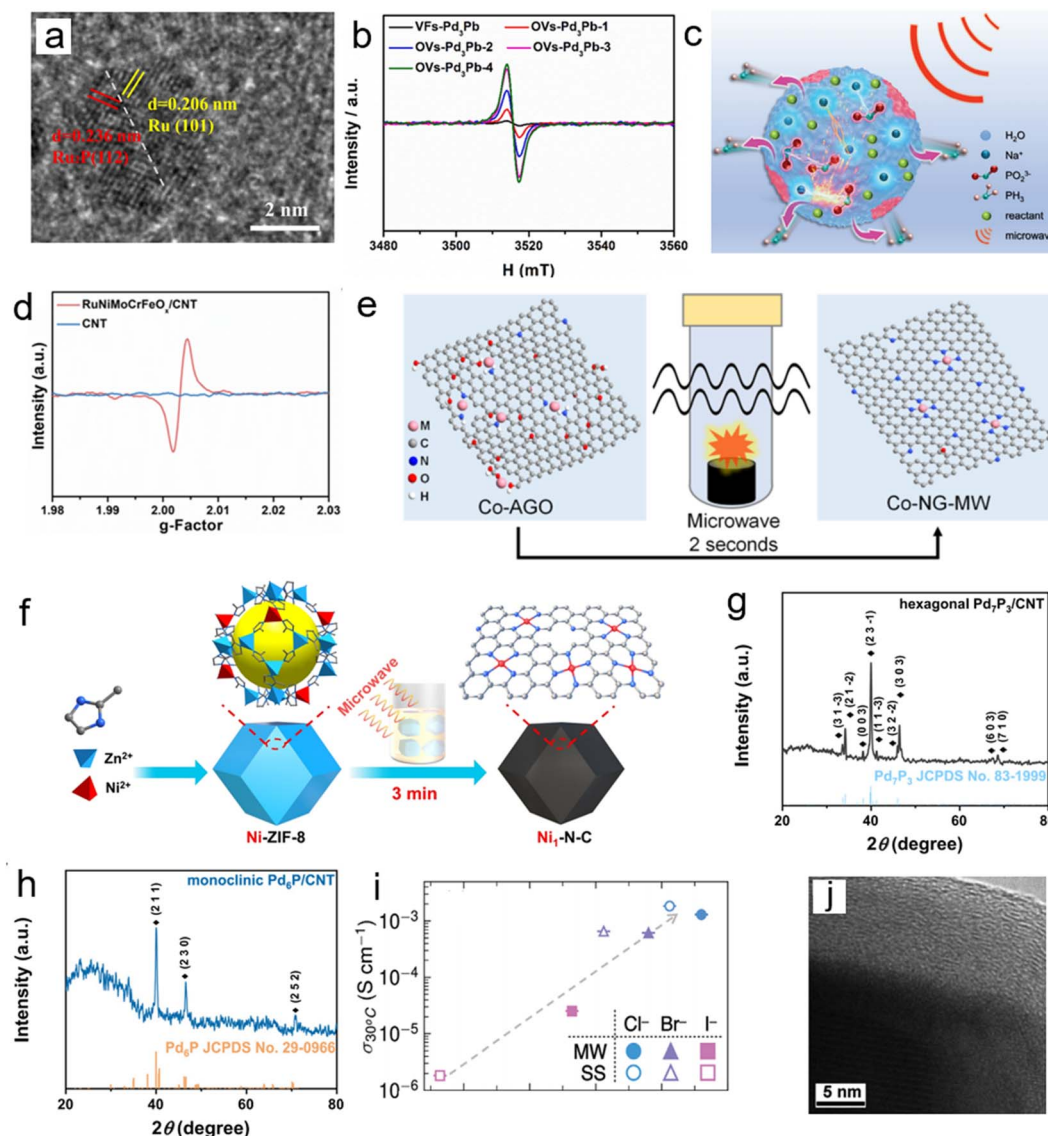 a
d=0.206 nm
Ru (101)
d=0.236 nm
Ru₂P(112)
2 nm
b
VFs-Pd₃Pb
OVs-Pd₃Pb-1
OVs-Pd₃Pb-2
OVs-Pd₃Pb-3
OVs-Pd₃Pb-4
Intensity / a.u.
3480 3500 3520 3540 3560
H (mT)
c
H₂O
Na⁺
PO₂³⁻
PH₃
reactant
microwave
d
RuNiMoCrFeOₓ/CNT
CNT
Intensity (a.u.)
1.98 1.99 2.00 2.01 2.02 2.03
g-Factor
e
M
C
N
O
H
Co-AGO
Microwave
2 seconds
Co-NG-MW
f
Zn²⁺
Ni²⁺
Ni-ZIF-8
Microwave
3 min
Ni₁-N-C
g
hexagonal Pd₇P₃/CNT
(3 1 -3)
(2 1 -2)
(0 0 3)
(2 3 -1)
(1 1 -3)
(3 2 -2)
(3 0 3)
(6 0 3)
(7 1 0)
Pd₇P₃ JCPDS No. 83-1999
Intensity (a.u.)
20 40 60 80
2θ (degree)
h
monoclinic Pd₆P/CNT
(2 1 1)
(2 3 0)
(2 5 2)
Pd₆P JCPDS No. 29-0966
Intensity (a.u.)
20 40 60 80
2θ (degree)
i
σ30°C (S cm⁻¹)
10⁻³
10⁻⁴
10⁻⁵
10⁻⁶
Cl⁻ Br⁻ I⁻
MW
SS
j
5 nm